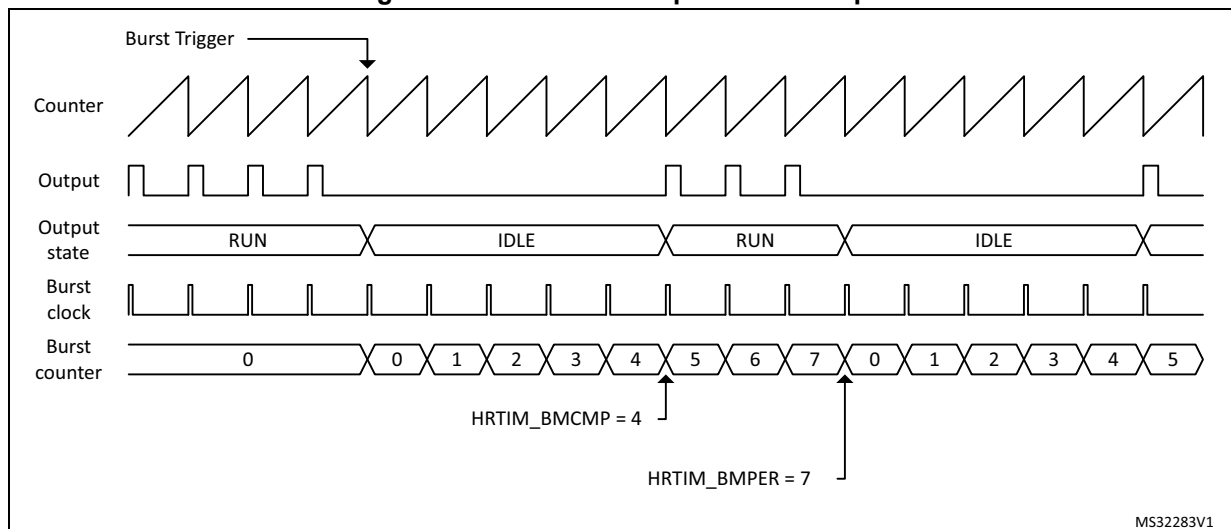 Burst Trigger
Counter
Output
Output
state
RUN IDLE RUN IDLE
Burst
clock
Burst
counter
0 0 1 2 3 4 5 6 7 0 1 2 3 4 5
HRTIM_BMCMP = 4
HRTIM_BMPER = 7
MS32283V1